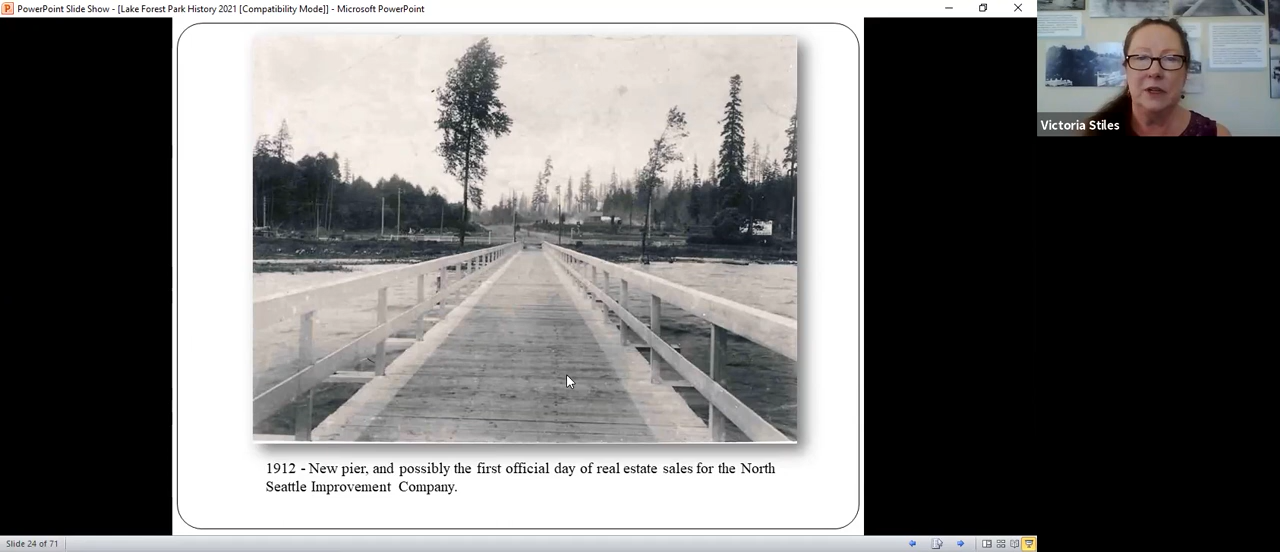 PowerPoint Slide Show - [Lake Forest Park History 2021 [Compatibility Mode]] - Microsoft PowerPoint
Victoria Stiles
1912 - New pier, and possibly the first official day of real estate sales for the North
Seattle Improvement Company.
Slide 24 of 71